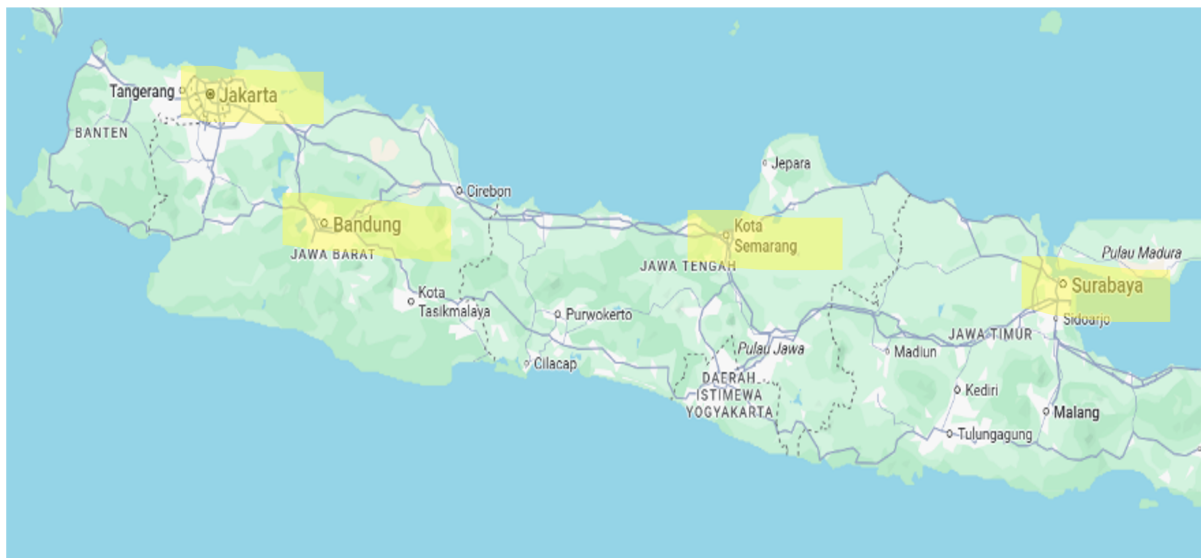 Tangerang
Jakarta
BANTEN
Jepara
Cirebon
Bandung
Kota
Semarang
JAWA BARAT
JAWA TENGAH
Pulau Madura
Surabaya
Kota
Tasikmalaya
Purwokerto
Sidoarjo
JAWA TIMUR
Pulau Jawa
Madiun
Cilacap
DAERAH
ISTIMEWA
YOGYAKARTA
Kediri
Malang
Tulungagung